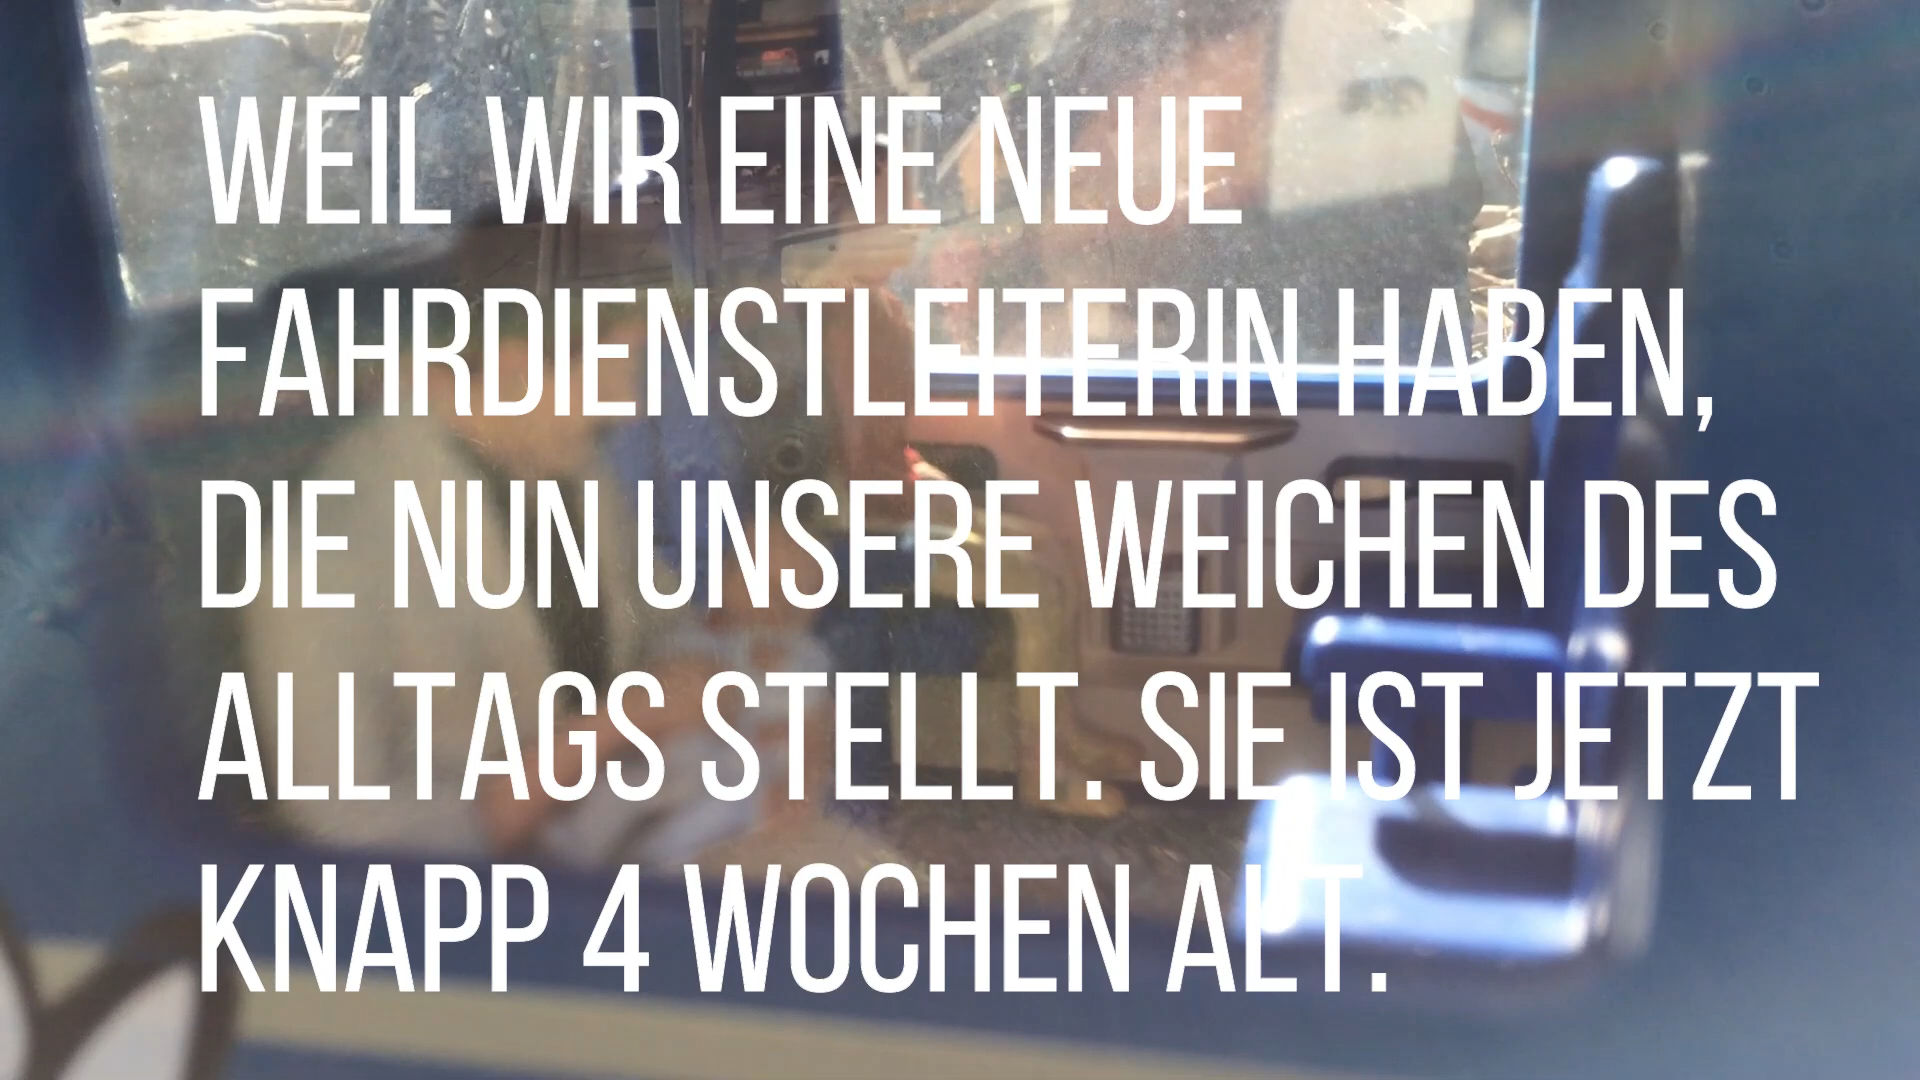 WEIL WIR EINE NEUE
FAHRDIENSTLEITERIN HABEN,
DIE NUN UNSERE WEICHEN DES
ALLTAGS STELLT. SIE IST JETZT
KNAPP 4 WOCHEN ALT.